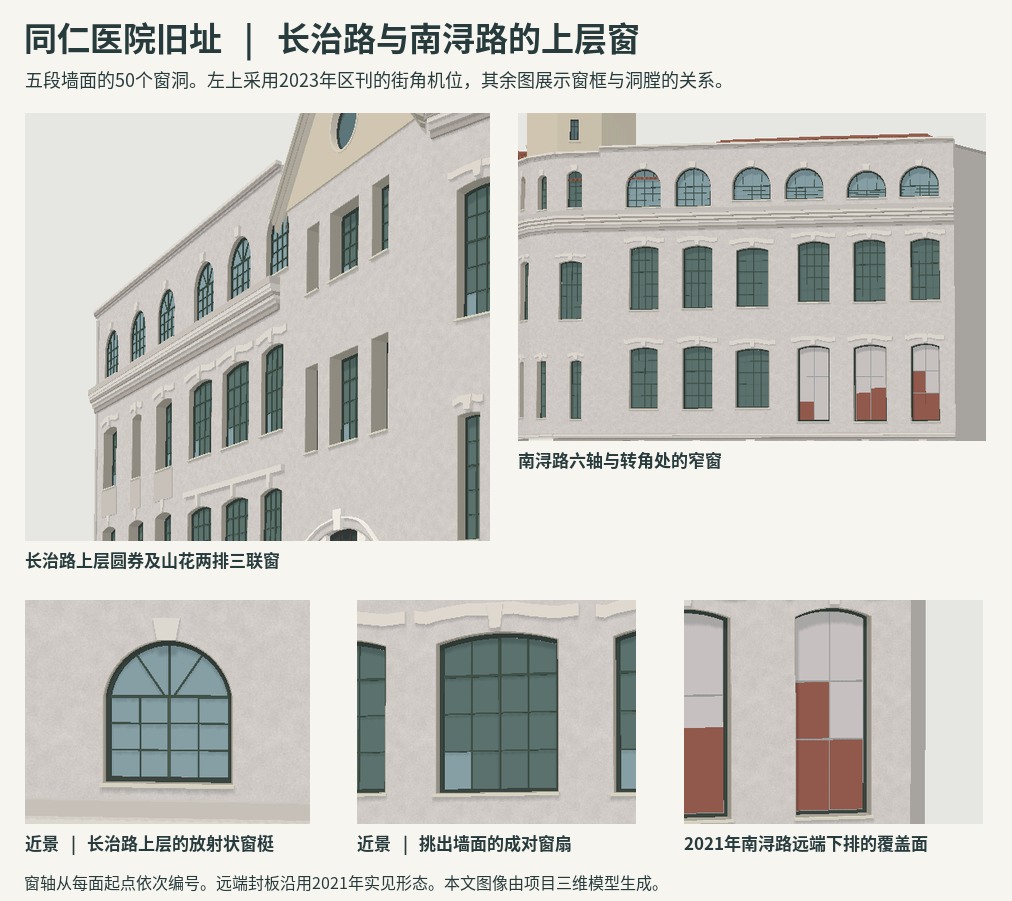 同仁医院旧址 | 长治路与南浔路的上层窗
五段墙面的50个窗洞。左上采用2023年区刊的街角机位，其余图展示窗框与洞膛的关系。
南浔路六轴与转角处的窄窗
长治路上层圆券及山花两排三联窗
近景 | 长治路上层的放射状窗梃
近景 | 挑出墙面的成对窗扇
2021年南浔路远端下排的覆盖面
窗轴从每面起点依次编号。远端封板沿用2021年实见形态。本文图像由项目三维模型生成。